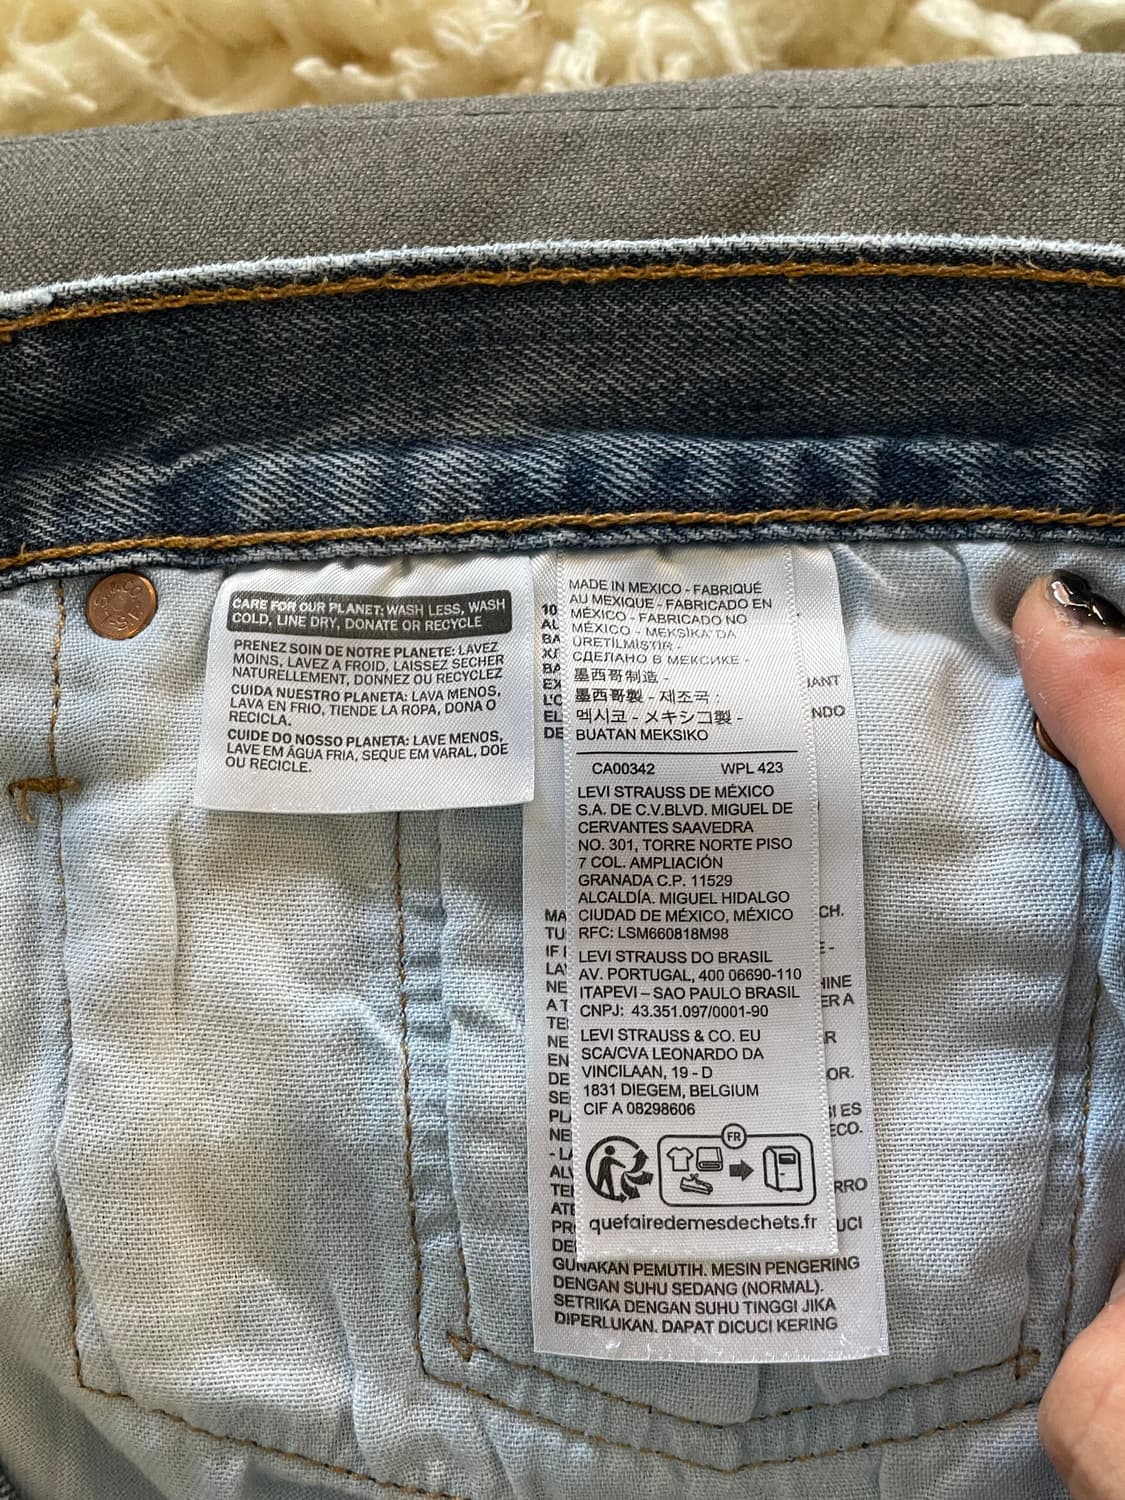 CARE FOR OUR PLANET: WASH LESS, WASH
COLD, LINE DRY, DONATE OR RECYCLE
PRENEZ SOIN DE NOTRE PLANETE: LAVEZ
MOINS, LAVEZ A FROID, LAISSEZ SECHER
NATURELLEMENT, DONNEZ OU RECYCLEZ
CUIDA NUESTRO PLANETA: LAVA MENOS,
LAVA EN FRIO, TIENDE LA ROPA, DONA O
RECICLA.
CUIDE DO NOSSO PLANETA: LAVE MENOS,
LAVE EM ÁGUA FRIA, SEQUE EM VARAL, DOE
OU RECICLE.
MADE IN MEXICO - FABRIQUÉ
AU MEXIQUE - FABRICADO EN
MÉXICO - FABRICADO NO
MÉXICO - MEKSİKA' DA
ÜRETİLMİŞTİR -
СДЕЛАНО В МЕКСИКЕ -
墨西哥制造 -
墨西哥製 - 제조국 :
멕시코 - メキシコ製 -
BUATAN MEKSIKO
CA00342 WPL 423
LEVI STRAUSS DE MÉXICO
S.A. DE C.V.BLVD. MIGUEL DE
CERVANTES SAAVEDRA
NO. 301, TORRE NORTE PISO
7 COL. AMPLIACIÓN
GRANADA C.P. 11529
ALCALDÍA. MIGUEL HIDALGO
CIUDAD DE MÉXICO, MÉXICO
RFC: LSM660818M98
LEVI STRAUSS DO BRASIL
AV. PORTUGAL, 400 06690-110
ITAPEVI – SAO PAULO BRASIL
CNPJ: 43.351.097/0001-90
LEVI STRAUSS & CO. EU
SCA/CVA LEONARDO DA
VINCILAAN, 19 - D
1831 DIEGEM, BELGIUM
CIF A 08298606
FR
quefairedemesdechets.fr
GUNAKAN PEMUTIH. MESIN PENGERING
DENGAN SUHU SEDANG (NORMAL).
SETRIKA DENGAN SUHU TINGGI JIKA
DIPERLUKAN. DAPAT DICUCI KERING